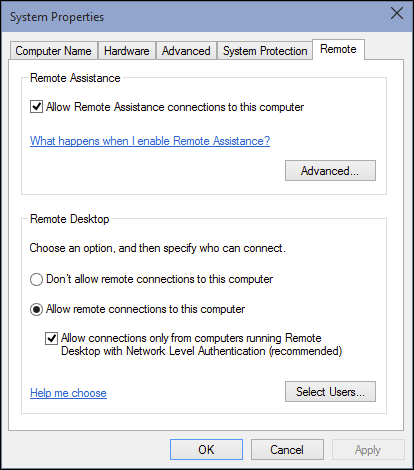 System Properties
Computer Name
Hardware
Advanced
System Protection
Remote
Remote Assistance
Allow Remote Assistance connections to this computer
What happens when I enable Remote Assistance?
Advanced...
Remote Desktop
Choose an option, and then specify who can connect.
Don't allow remote connections to this computer
Allow remote connections to this computer
Allow connections only from computers running Remote
Desktop with Network Level Authentication (recommended)
Help me choose
Select Users...
OK
Cancel
Apply